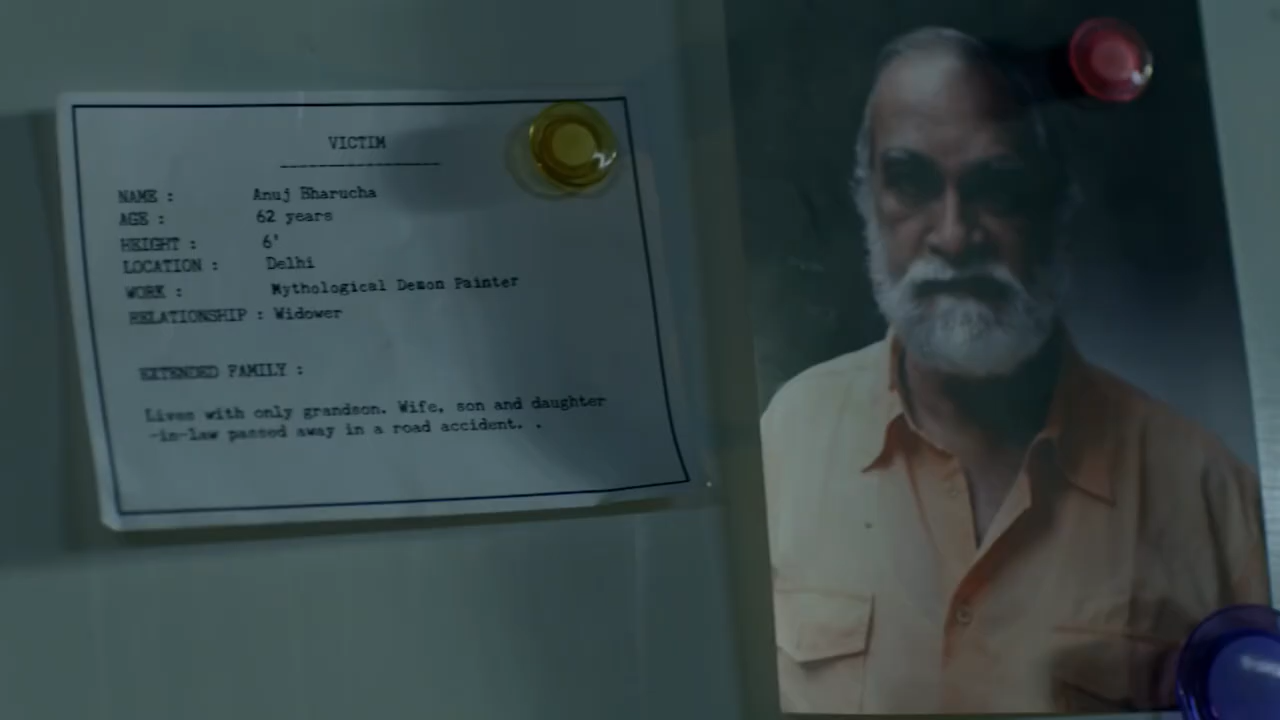 VICTIM
NAME : Anuj Bharucha
AGE : 62 years
HEIGHT : 6'
LOCATION : Delhi
WORK : Mythological Demon Painter
RELATIONSHIP : Widower
EXTENDED FAMILY :
Lives with only grandson. Wife, son and daughter
-in-law passed away in a road accident. .